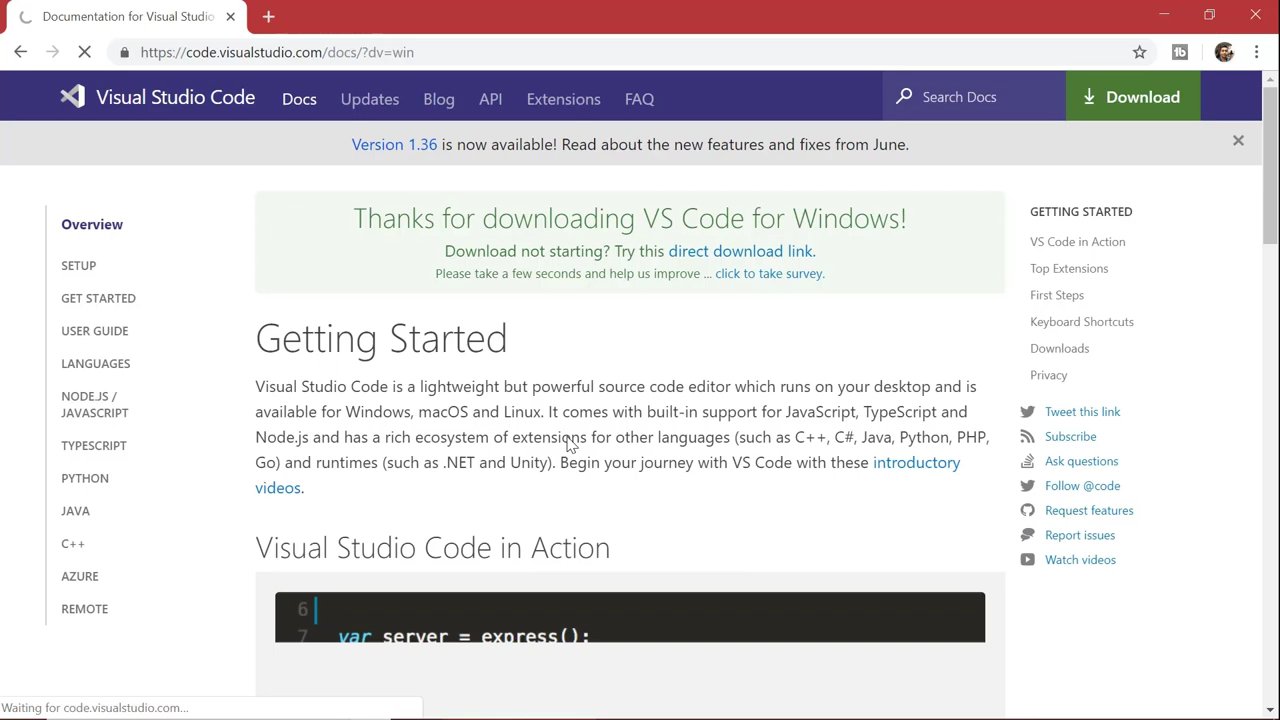 Documentation for Visual Studio
https://code.visualstudio.com/docs/?dv=win
Visual Studio Code
Docs
Updates
Blog
API
Extensions
FAQ
Search Docs
Download
Version 1.36 is now available! Read about the new features and fixes from June.
Overview
SETUP
GET STARTED
USER GUIDE
LANGUAGES
NODE.JS /
JAVASCRIPT
TYPESCRIPT
PYTHON
JAVA
C++
AZURE
REMOTE
Thanks for downloading VS Code for Windows!
Download not starting? Try this direct download link.
Please take a few seconds and help us improve ... click to take survey.
Getting Started
Visual Studio Code is a lightweight but powerful source code editor which runs on your desktop and is
available for Windows, macOS and Linux. It comes with built-in support for JavaScript, TypeScript and
Node.js and has a rich ecosystem of extensions for other languages (such as C++, C#, Java, Python, PHP,
Go) and runtimes (such as .NET and Unity). Begin your journey with VS Code with these introductory
videos.
Visual Studio Code in Action
6
7 var server = express();
GETTING STARTED
VS Code in Action
Top Extensions
First Steps
Keyboard Shortcuts
Downloads
Privacy
Tweet this link
Subscribe
Ask questions
Follow @code
Request features
Report issues
Watch videos
Waiting for code.visualstudio.com...